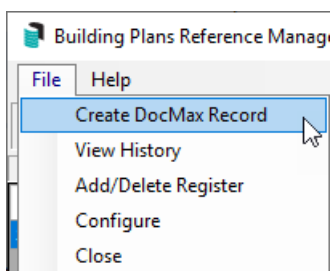 Building Plans Reference Manag
File Help
Create DocMax Record
View History
Add/Delete Register
Configure
Close